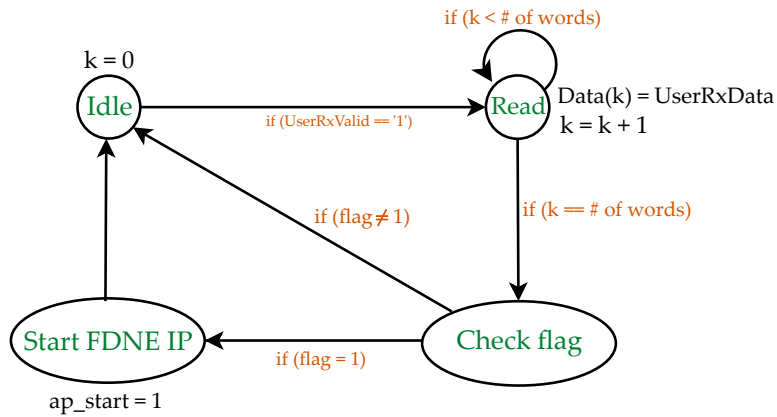 if (k < # of words)
k = 0
Idle
Read
Data(k) = UserRxData
k = k + 1
if (UserRxValid == '1')
if (flag ≠ 1)
if (k == # of words)
Start FDNE IP
Check flag
if (flag = 1)
ap_start = 1